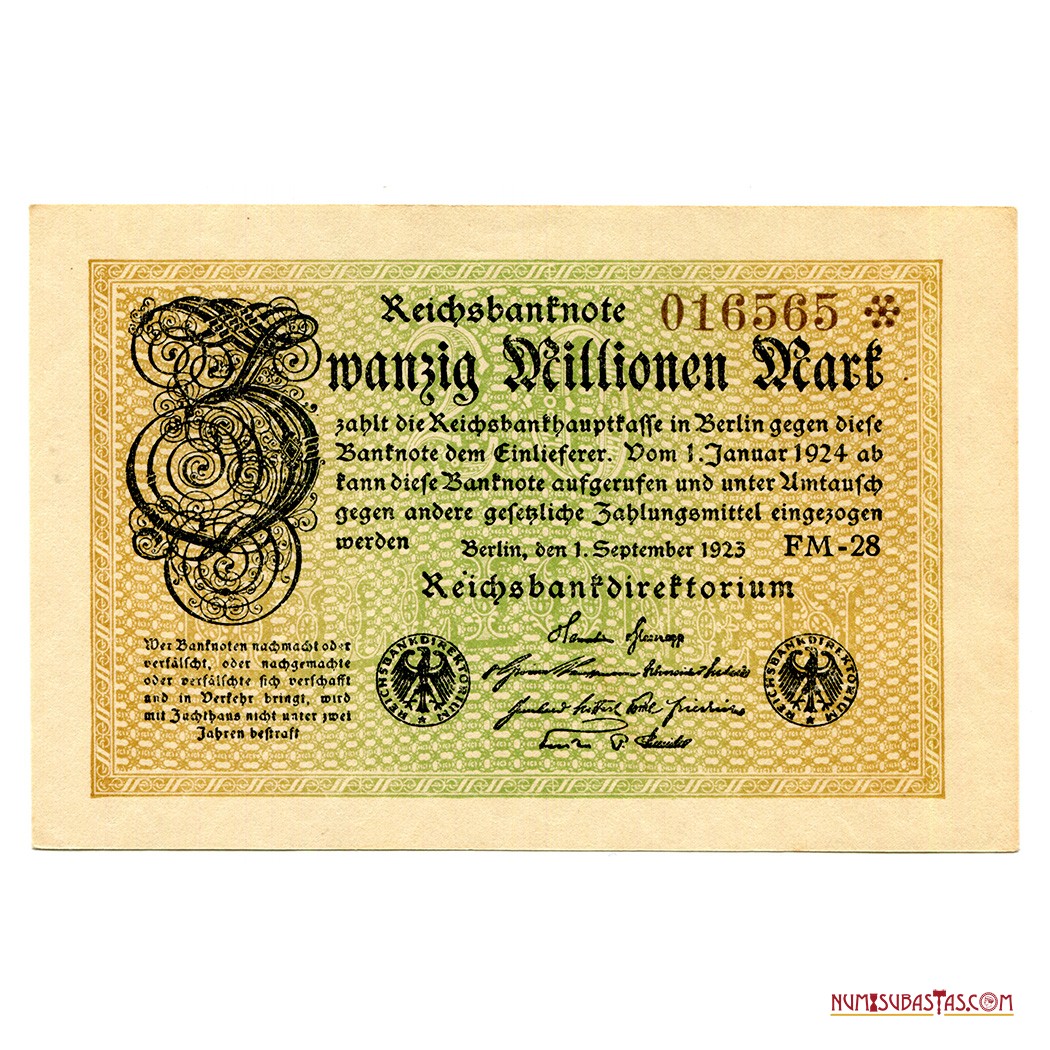 Reichsbanknote 016565
Zwanzig Millionen Mark
zahlt die Reichsbankhauptkasse in Berlin gegen diese
Banknote dem Einlieferer. Vom 1. Januar 1924 ab
kann diese Banknote aufgerufen und unter Umtausch
gegen andere gesetzliche Zahlungsmittel eingezogen
werden
Berlin, den 1. September 1923 FM-28
Reichsbankdirektorium
Wer Banknoten nachmacht oder
verfälscht, oder nachgemachte
oder verfälschte sich verschafft
und in Verkehr bringt, wird
mit Zuchthaus nicht unter zwei
Jahren bestraft
REICHSBANKDIREKTORIUM
REICHSBANKDIREKTORIUM
NUMISUBASTAS.COM